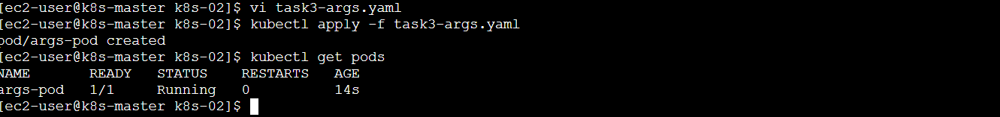 [ec2-user@k8s-master k8s-02]$ vi task3-args.yaml
[ec2-user@k8s-master k8s-02]$ kubectl apply -f task3-args.yaml
pod/args-pod created
[ec2-user@k8s-master k8s-02]$ kubectl get pods
NAME READY STATUS RESTARTS AGE
args-pod 1/1 Running 0 14s
[ec2-user@k8s-master k8s-02]$